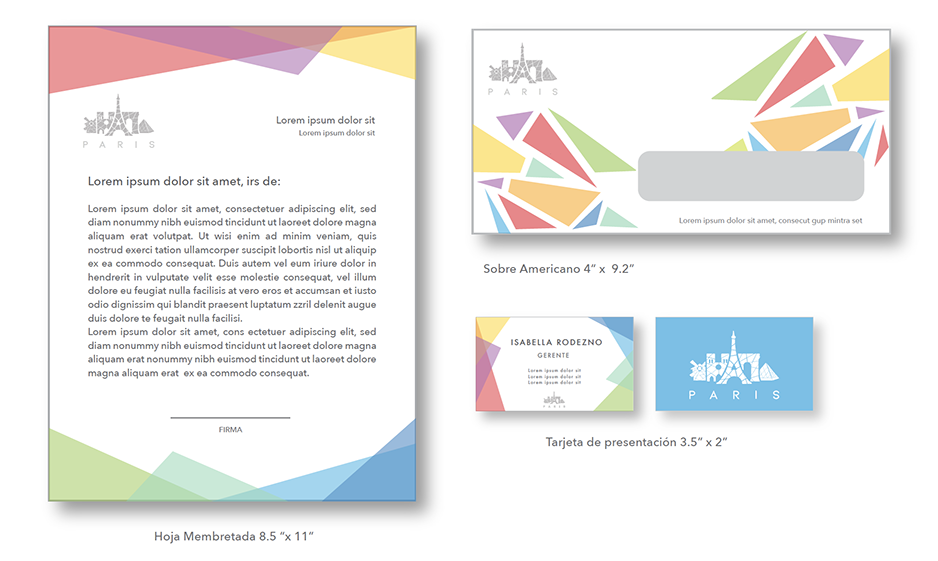 PARIS
Lorem ipsum dolor sit
Lorem ipsum dolor sit
Lorem ipsum dolor sit amet, irs de:
Lorem ipsum dolor sit amet, consectetuer adipiscing elit, sed
diam nonummy nibh euismod tincidunt ut laoreet dolore magna
aliquam erat volutpat. Ut wisi enim ad minim veniam, quis
nostrud exerci tation ullamcorper suscipit lobortis nisl ut aliquip
ex ea commodo consequat. Duis autem vel eum iriure dolor in
hendrerit in vulputate velit esse molestie consequat, vel illum
dolore eu feugiat nulla facilisis at vero eros et accumsan et iusto
odio dignissim qui blandit praesent luptatum zzril delenit augue
duis dolore te feugait nulla facilisi.
Lorem ipsum dolor sit amet, cons ectetuer adipiscing elit, sed
diam nonummy nibh euismod tincidunt ut laoreet dolore magna
aliquam erat nonummy nibh euismod tincidunt ut laoreet dolore
magna aliquam erat ex ea commodo consequat.
FIRMA
Hoja Membretada 8.5 “x 11”
PARIS
Lorem ipsum dolor sit amet, consecut gup mintra set
Sobre Americano 4” x 9.2”
ISABELLA RODEZNO
GERENTE
Lorem ipsum dolor sit
Lorem ipsum dolor sit
Lorem ipsum dolor sit
PARIS
PARIS
Tarjeta de presentación 3.5” x 2”